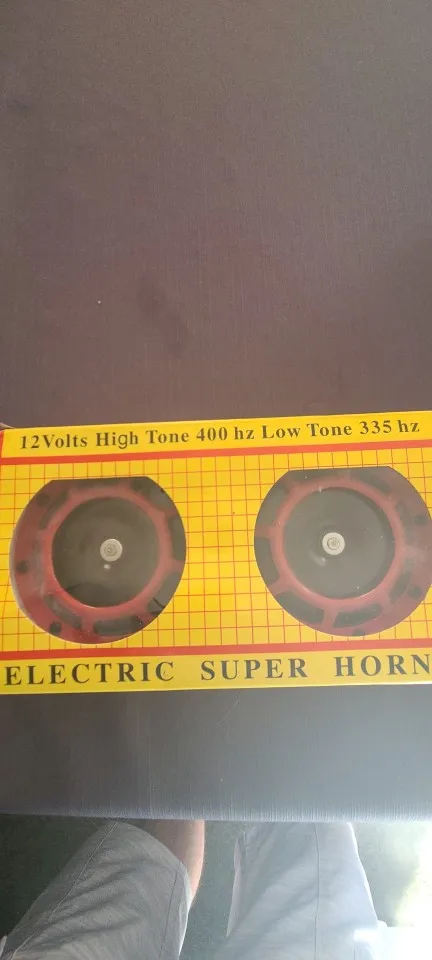 12Volts High Tone 400 hz Low Tone 335 hz
ELECTRIC SUPER HORN